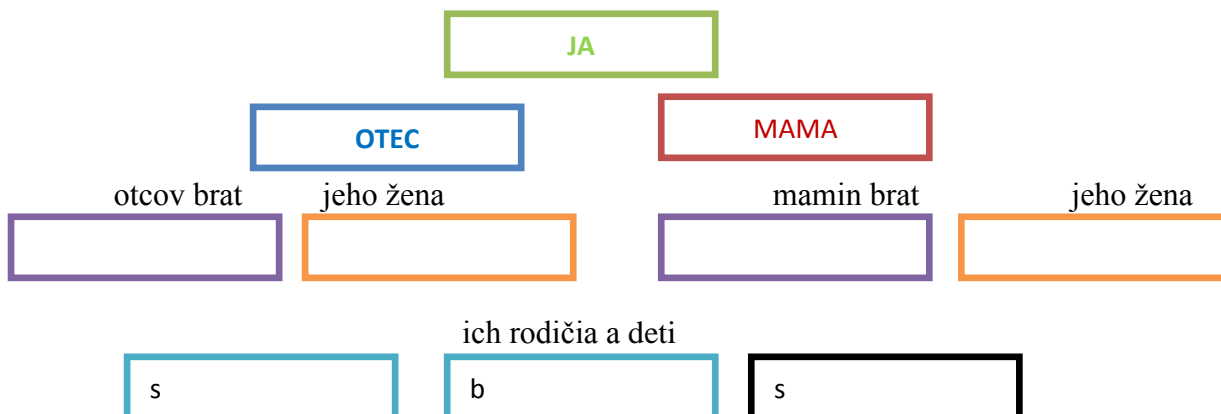 JA
OTEC
MAMA
otcov brat
jeho žena
mamin brat
jeho žena
ich rodičia a deti
s
b
s